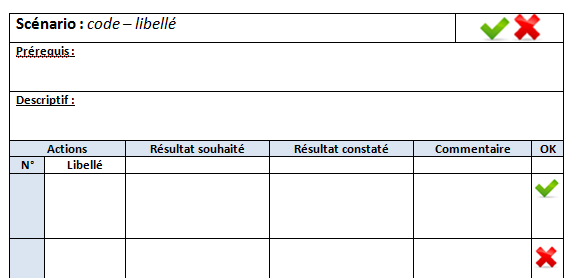 Scénario : code – libellé
Prérequis :
Descriptif :
Actions Résultat souhaité Résultat constaté Commentaire OK
N° Libellé